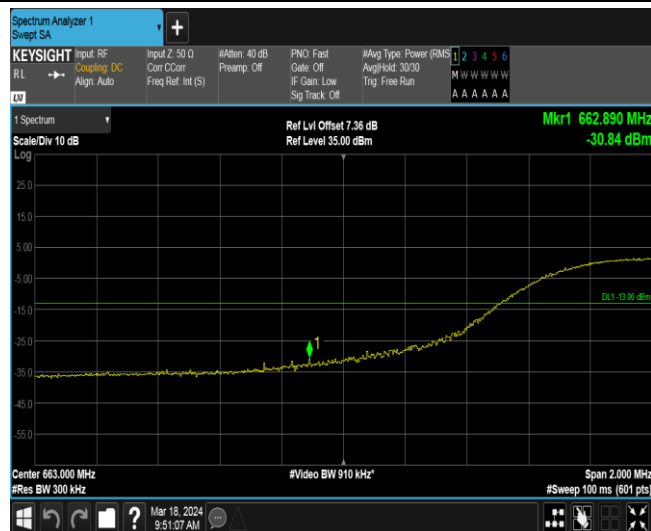 Spectrum Analyzer 1
Swept SA
+
KEYSIGHT
RL
Input: RF
Coupling: DC
Align: Auto
Input Z: 50 Ω
Corr CCorr
Freq Ref: Int (S)
#Atten: 40 dB
Preamp: Off
PNO: Fast
Gate: Off
IF Gain: Low
Sig Track: Off
#Avg Type: Power (RMS
Avg|Hold: 30/30
Trig: Free Run
1 2 3 4 5 6
M W W W W W
A A A A A A
LXI
1 Spectrum
Scale/Div 10 dB
Ref Lvl Offset 7.36 dB
Ref Level 35.00 dBm
Mkr1 662.890 MHz
-30.84 dBm
Log
25.0
15.0
5.00
-5.00
DL1 -13.00 dBm
-15.0
-25.0
1
-35.0
-45.0
-55.0
Center 663.000 MHz
#Video BW 910 kHz*
Span 2.000 MHz
#Res BW 300 kHz
#Sweep 100 ms (601 pts)
?
Mar 18, 2024
9:51:07 AM